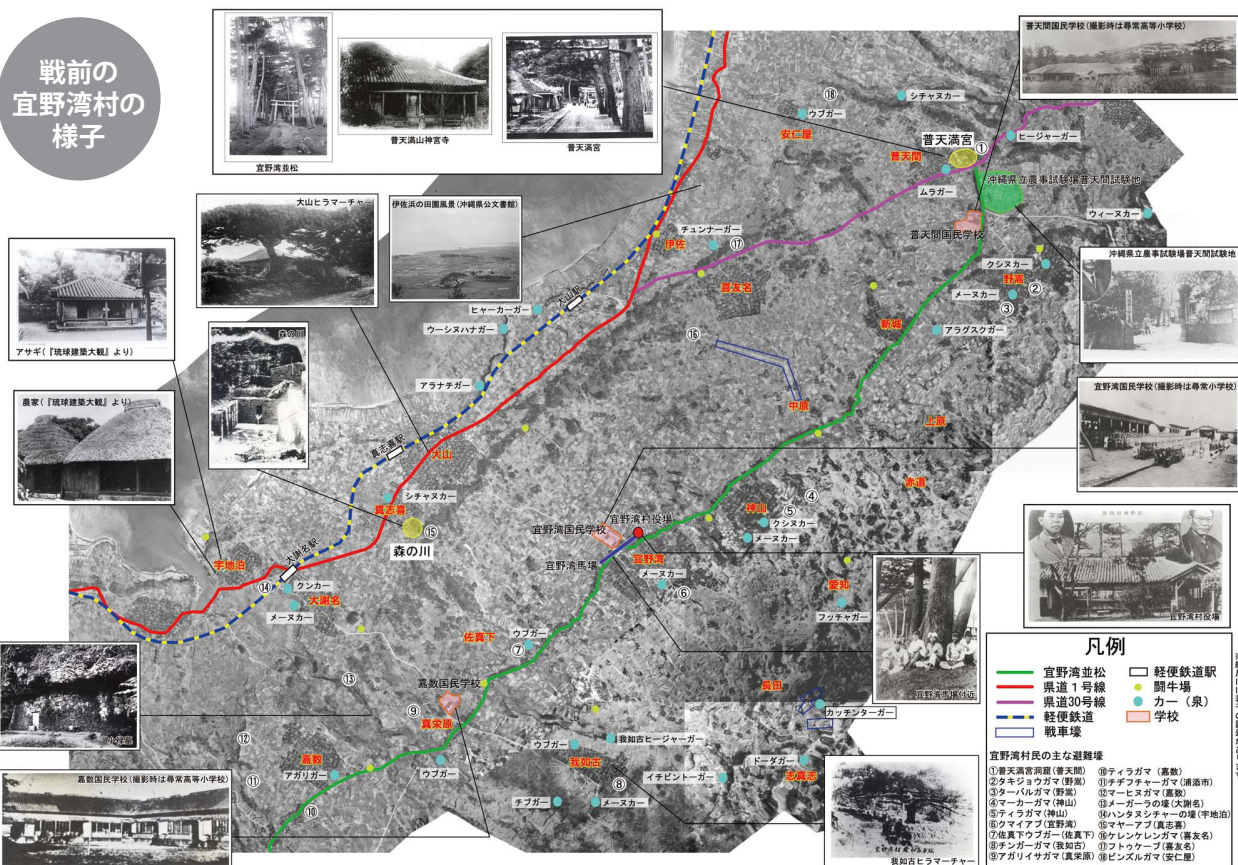 戦前の
宜野湾村の
様子
宜野湾並松
普天満山神宮寺
普天満宮
普天間国民学校(撮影時は尋常高等小学校)
大山ヒラマーチャー
伊佐浜の田園風景(沖縄県公文書館)
アサギ(『琉球建築大観』より)
農家(『琉球建築大観』より)
森の川
⑱
シチャヌカー
ウブガー
安仁屋
普天満宮
①
ヒージャーガー
普天間
ムラガー
沖縄県立農事試験場普天間試験地
ウィーヌカー
普天間国民学校
沖縄県立農事試験場普天間試験地
チュンナーガー
⑰
伊佐
喜友名
クシヌカー
野嵩
②
メーヌカー
③
大山駅
ヒャーカーガー
ウーシヌハナガー
新城
アラグスクガー
⑯
アラナチガー
中原
上原
宜野湾国民学校(撮影時は尋常小学校)
真志喜駅
大山
赤道
シチャヌカー
真志喜
⑮
森の川
④
神山
⑤
クシヌカー
メーヌカー
宜野湾村役場
宜野湾国民学校
宜野湾馬場
宜野湾
メーヌカー
⑥
愛知
フッチャガー
宜野湾村役場
宇地泊
大謝名駅
⑭
クンカー
大謝名
メーヌカー
佐真下
ウブガー
⑦
宜野湾馬場付近
嘉数国民学校
⑬
⑨
真栄原
長田
カッチンターガー
⑫
嘉数
アガリガー
⑪
⑩
ウブガー
ウブガー
我如古ヒージャーガー
我如古
イチビントーガー
ドーダガー
志真志
⑧
チブガー
メーヌカー
嘉数国民学校(撮影時は尋常高等小学校)
我如古ヒラマーチャー
凡例
宜野湾並松
県道1号線
県道30号線
軽便鉄道
戦車壕
軽便鉄道駅
闘牛場
カー(泉)
学校
宜野湾村民の主な避難壕
①普天満宮洞窟(普天間)
②タキジョウガマ(野嵩)
③ターバルガマ(野嵩)
④マーカーガマ(神山)
⑤ティラガマ(神山)
⑥クマイアブ(宜野湾)
⑦佐真下ウブガー(佐真下)
⑧チンガーガマ(我如古)
⑨アガリイサガマ(真栄原)
⑩ティラガマ(嘉数)
⑪チヂフチャーガマ(浦添市)
⑫マーヒヌガマ(嘉数)
⑬メーガーラの壕(大謝名)
⑭ハンタヌシチャーの壕(宇地泊)
⑮マヤーアブ(真志喜)
⑯ケレンケレンガマ(喜友名)
⑰フトゥケーブ(喜友名)
⑱ビンズルガマ(安仁屋)